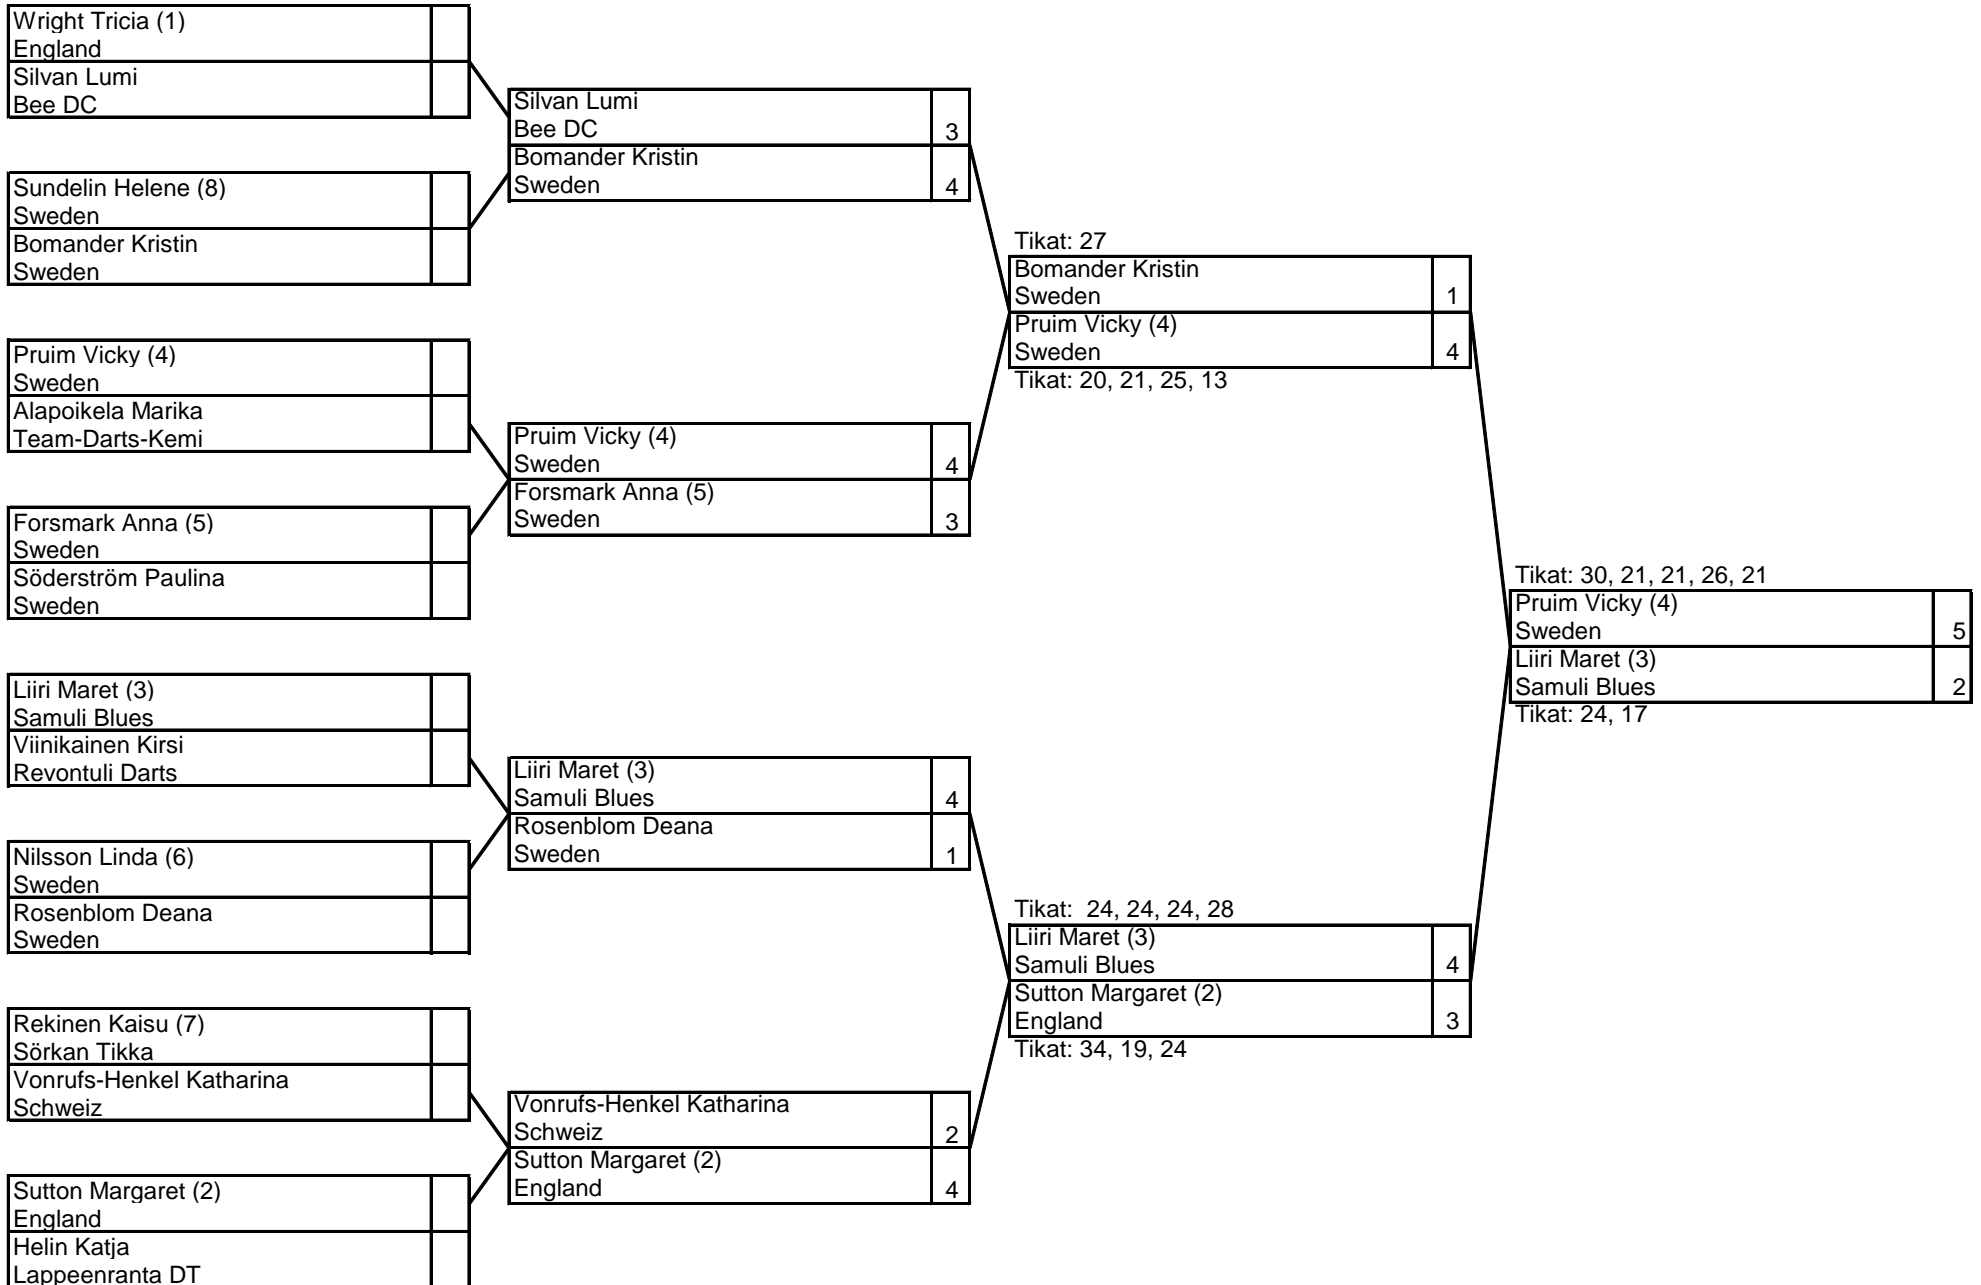 Wright Tricia (1)
England
Silvan Lumi
Bee DC
Sundelin Helene (8)
Sweden
Bomander Kristin
Sweden
Pruim Vicky (4)
Sweden
Alapoikela Marika
Team-Darts-Kemi
Forsmark Anna (5)
Sweden
Söderström Paulina
Sweden
Liiri Maret (3)
Samuli Blues
Viinikainen Kirsi
Revontuli Darts
Nilsson Linda (6)
Sweden
Rosenblom Deana
Sweden
Rekinen Kaisu (7)
Sörkan Tikka
Vonrufs-Henkel Katharina
Schweiz
Sutton Margaret (2)
England
Helin Katja
Lappeenranta DT
Silvan Lumi
Bee DC 3
Bomander Kristin
Sweden 4
Pruim Vicky (4)
Sweden 4
Forsmark Anna (5)
Sweden 3
Liiri Maret (3)
Samuli Blues 4
Rosenblom Deana
Sweden 1
Vonrufs-Henkel Katharina
Schweiz 2
Sutton Margaret (2)
England 4
Tikat: 27
Bomander Kristin
Sweden 1
Pruim Vicky (4)
Sweden 4
Tikat: 20, 21, 25, 13
Tikat: 24, 24, 24, 28
Liiri Maret (3)
Samuli Blues 4
Sutton Margaret (2)
England 3
Tikat: 34, 19, 24
Tikat: 30, 21, 21, 26, 21
Pruim Vicky (4)
Sweden 5
Liiri Maret (3)
Samuli Blues 2
Tikat: 24, 17